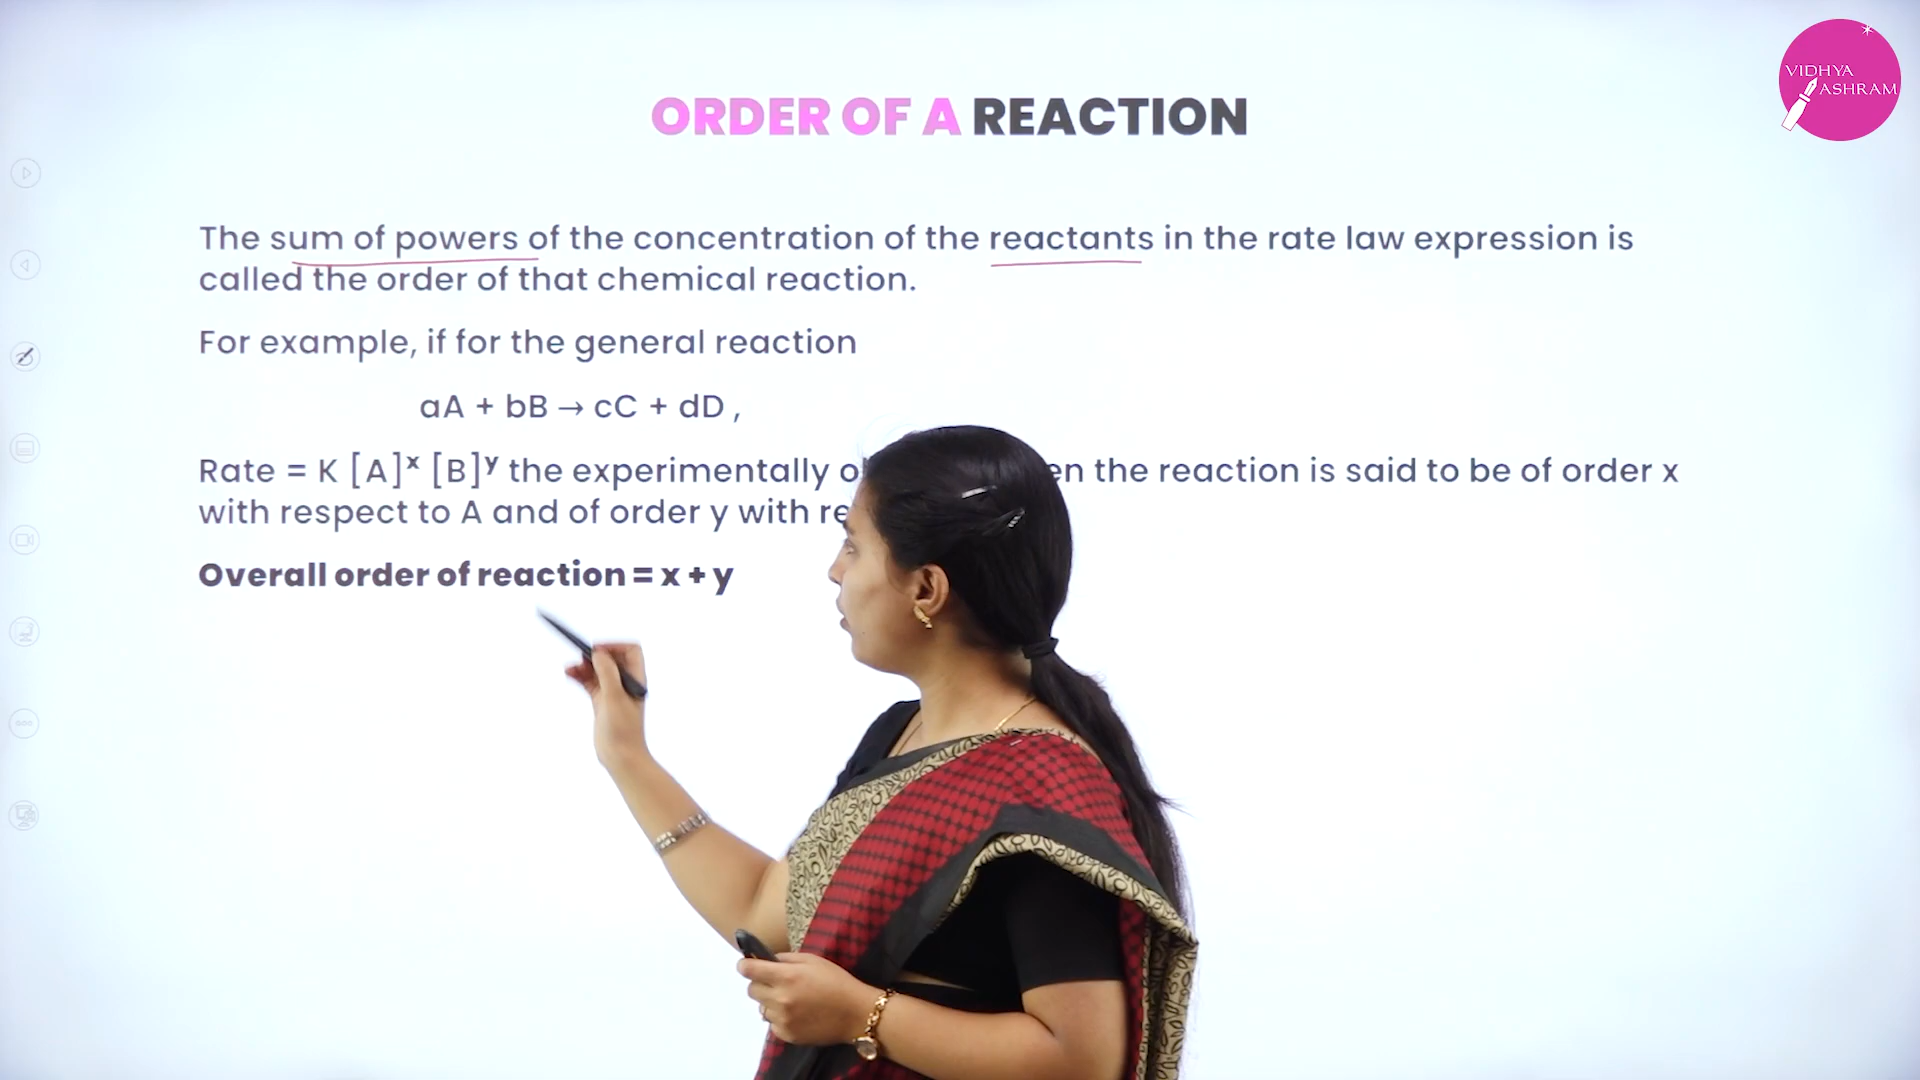 VIDHYA
ASHRAM
ORDER OF A REACTION
The sum of powers of the concentration of the reactants in the rate law expression is
called the order of that chemical reaction.
For example, if for the general reaction
aA + bB → cC + dD ,
Rate = K [A]ˣ [B]ʸ the experimentally the reaction is said to be of order x
with respect to A and of order y with
Overall order of reaction = x + y